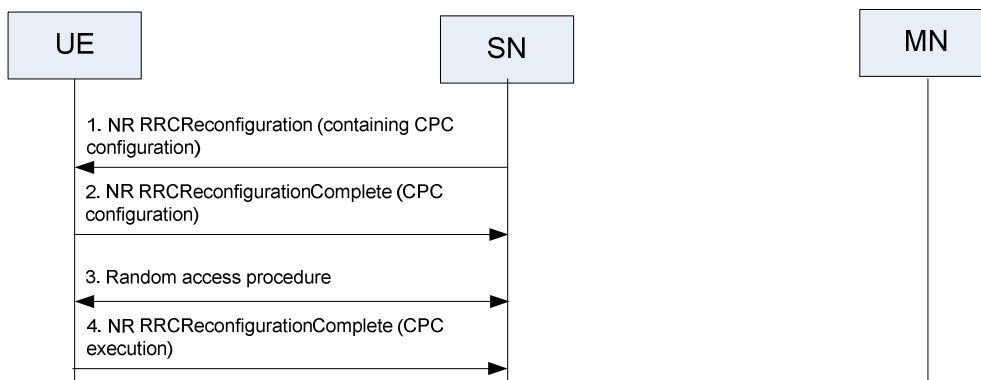 UE
SN
MN
1. NR RRCReconfiguration (containing CPC
configuration)
2. NR RRCReconfigurationComplete (CPC
configuration)
3. Random access procedure
4. NR RRCReconfigurationComplete (CPC
execution)